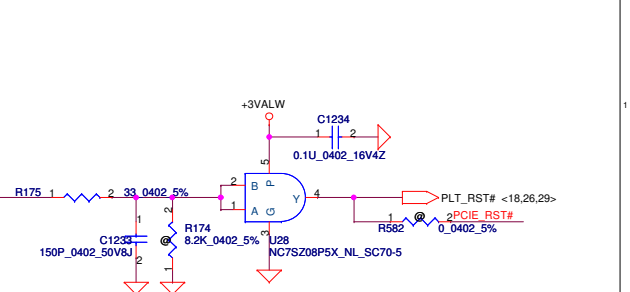 +3VALW
C1234
1 2
0.1U_0402_16V4Z
5
1
R175 1 2 33_0402_5%
2 B P
1 A G
Y 4
PLT_RST# <18,26,29>
1 @ 2 PCIE_RST#
R582 0_0402_5%
1
C1233
150P_0402_50V8J
2
2
@
R174
8.2K_0402_5%
1
3
U28
NC7SZ08P5X_NL_SC70-5